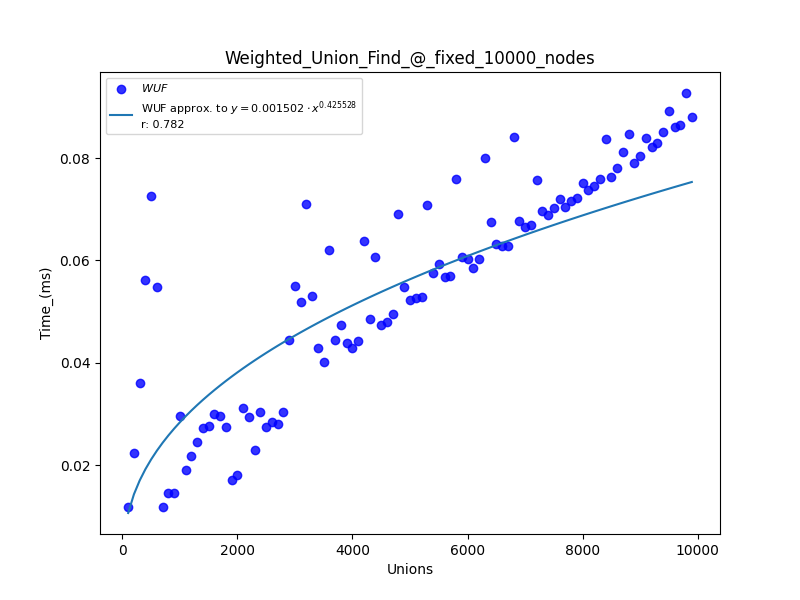 Weighted_Union_Find_@_fixed_10000_nodes
WUF
WUF approx. to y = 0.001502 · x^0.425528
r: 0.782
0.08
0.06
0.04
0.02
Time_(ms)
0 2000 4000 6000 8000 10000
Unions